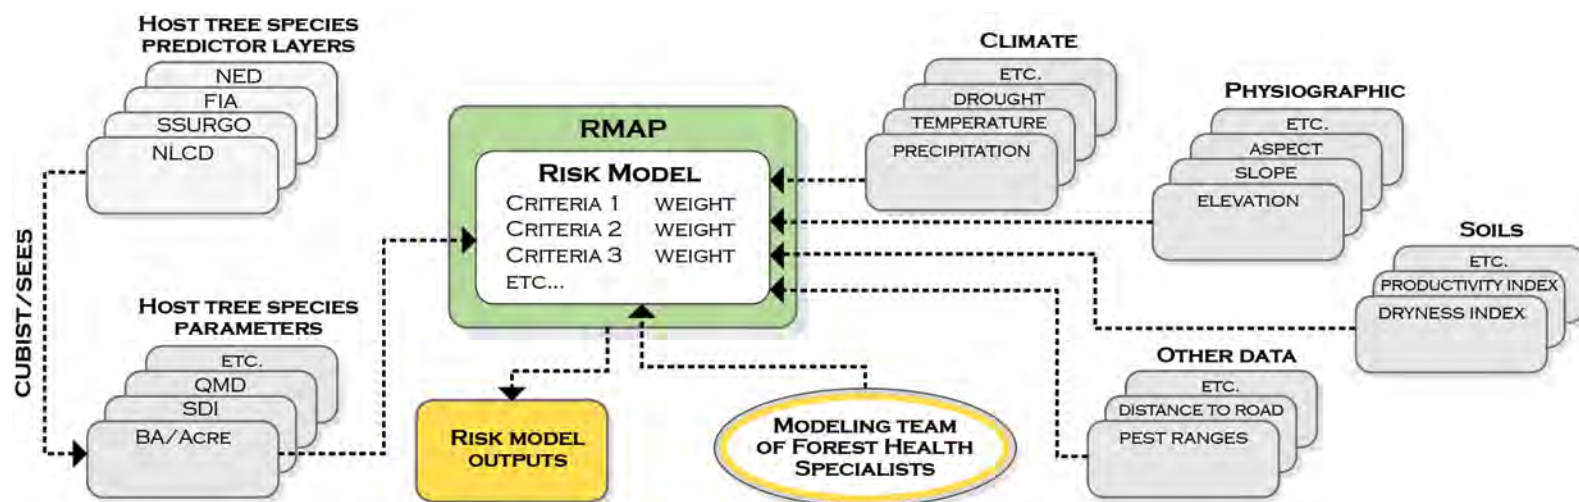 HOST TREE SPECIES
PREDICTOR LAYERS
NED
FIA
SSURGO
NLCD
CUBIST/SEE5
HOST TREE SPECIES
PARAMETERS
ETC.
QMD
SDI
BA/ACRE
RMAP
RISK MODEL
CRITERIA 1 WEIGHT
CRITERIA 2 WEIGHT
CRITERIA 3 WEIGHT
ETC...
RISK MODEL
OUTPUTS
MODELING TEAM
OF FOREST HEALTH
SPECIALISTS
CLIMATE
ETC.
DROUGHT
TEMPERATURE
PRECIPITATION
PHYSIOGRAPHIC
ETC.
ASPECT
SLOPE
ELEVATION
SOILS
ETC.
PRODUCTIVITY INDEX
DRYNESS INDEX
OTHER DATA
ETC.
DISTANCE TO ROAD
PEST RANGES